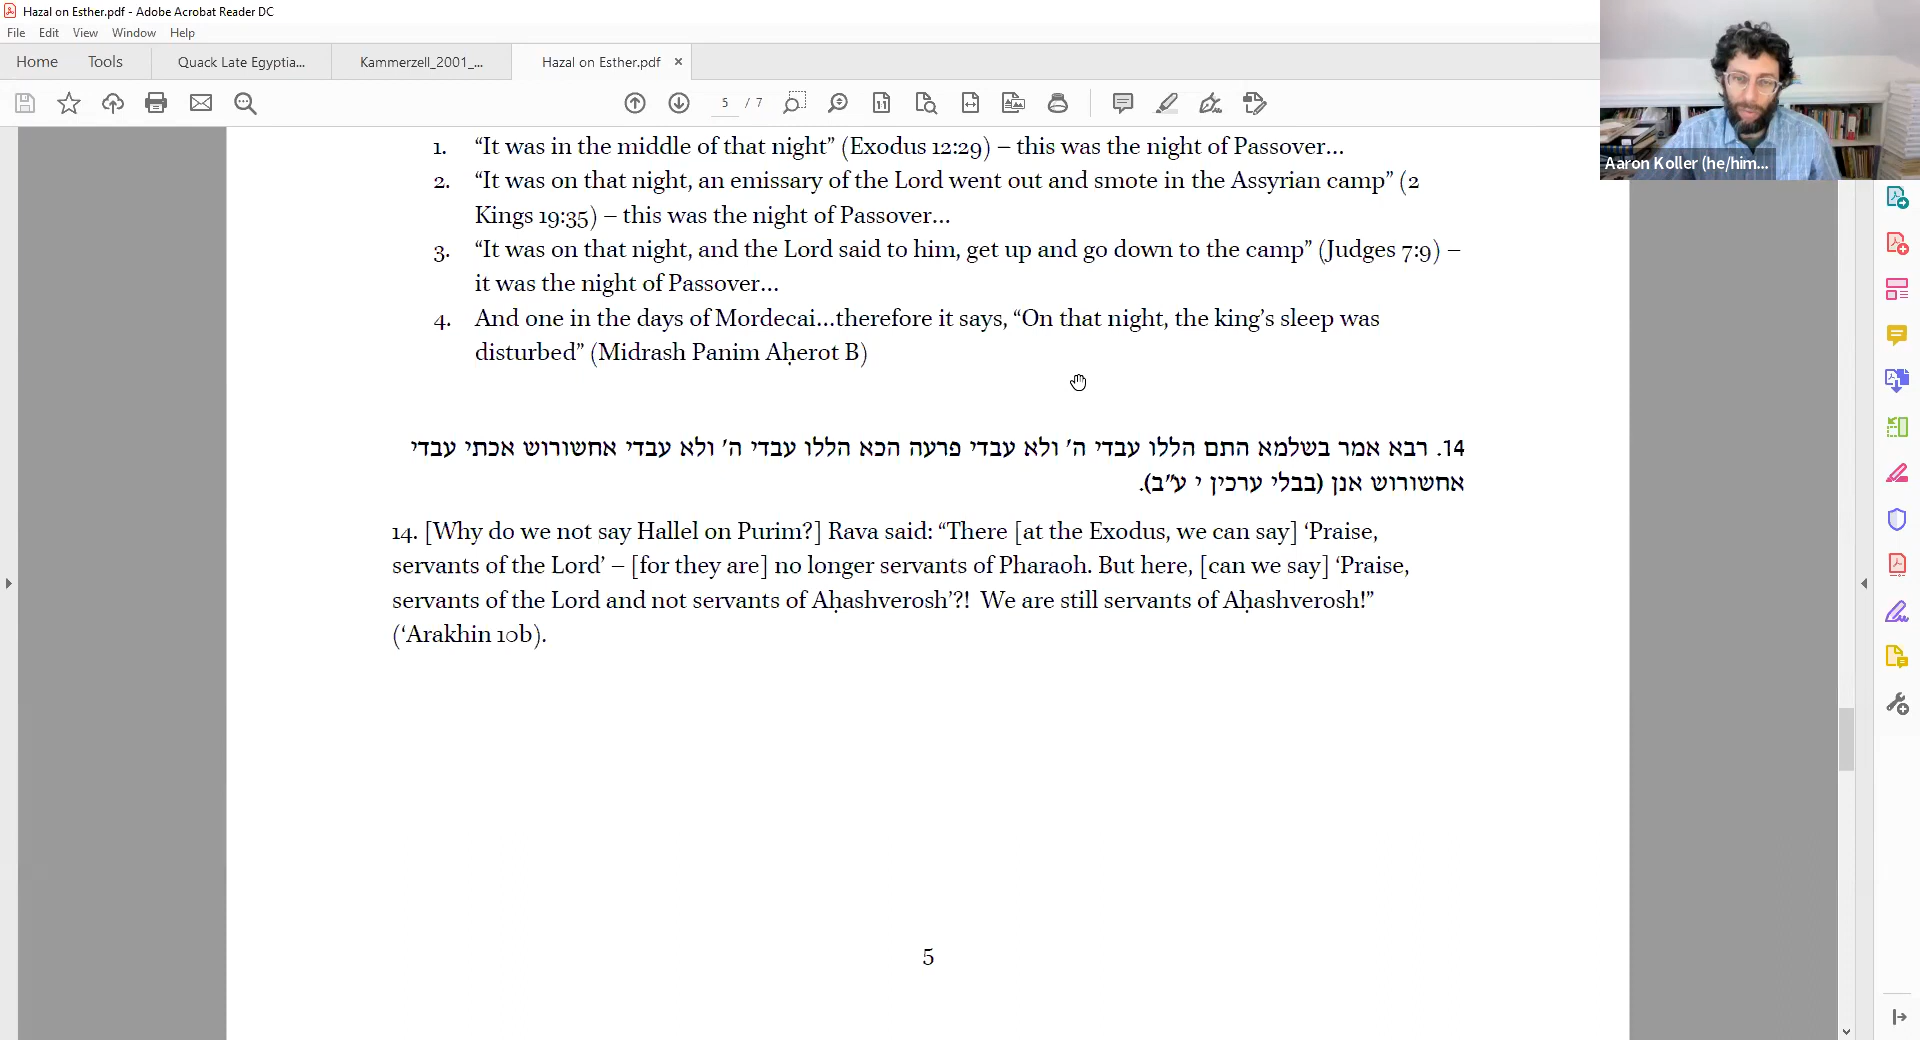 Hazal on Esther.pdf - Adobe Acrobat Reader DC
File Edit View Window Help
Home Tools Quack Late Egyptia... Kammerzell_2001_... Hazal on Esther.pdf ×
5 / 7
Aaron Koller (he/him...
1. “It was in the middle of that night” (Exodus 12:29) – this was the night of Passover…
2. “It was on that night, an emissary of the Lord went out and smote in the Assyrian camp” (2
Kings 19:35) – this was the night of Passover…
3. “It was on that night, and the Lord said to him, get up and go down to the camp” (Judges 7:9) –
it was the night of Passover…
4. And one in the days of Mordecai…therefore it says, “On that night, the king’s sleep was
disturbed” (Midrash Panim Aḥerot B)
14. רבא אמר בשלמא התם הללו עבדי ה' ולא עבדי פרעה הכא הללו עבדי ה' ולא עבדי אחשורוש אכתי עבדי
אחשורוש אנן (בבלי ערכין י ע"ב).
14. [Why do we not say Hallel on Purim?] Rava said: “There [at the Exodus, we can say] ‘Praise,
servants of the Lord’ – [for they are] no longer servants of Pharaoh. But here, [can we say] ‘Praise,
servants of the Lord and not servants of Aḥashverosh’?! We are still servants of Aḥashverosh!”
(‘Arakhin 10b).
5